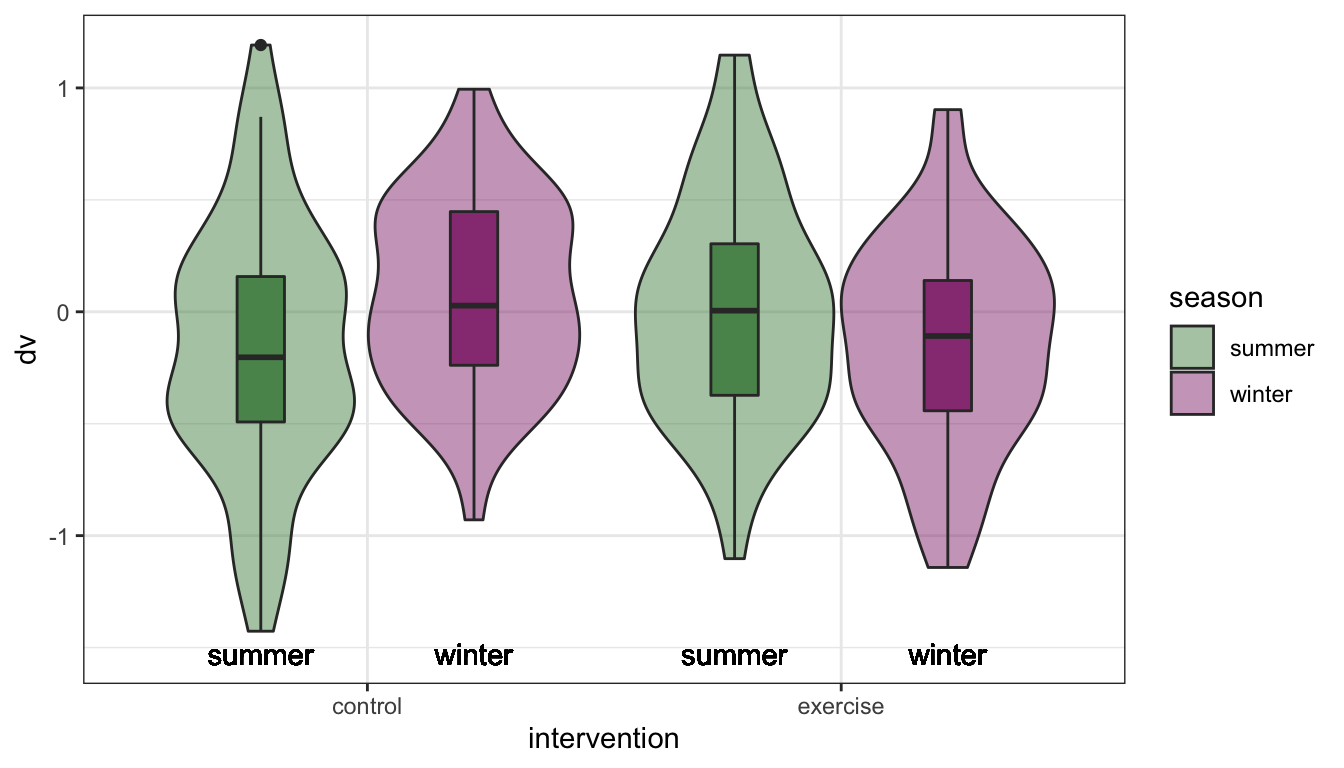 1
0
-1
dv
summer winter summer winter
control exercise
intervention
season
summer
winter